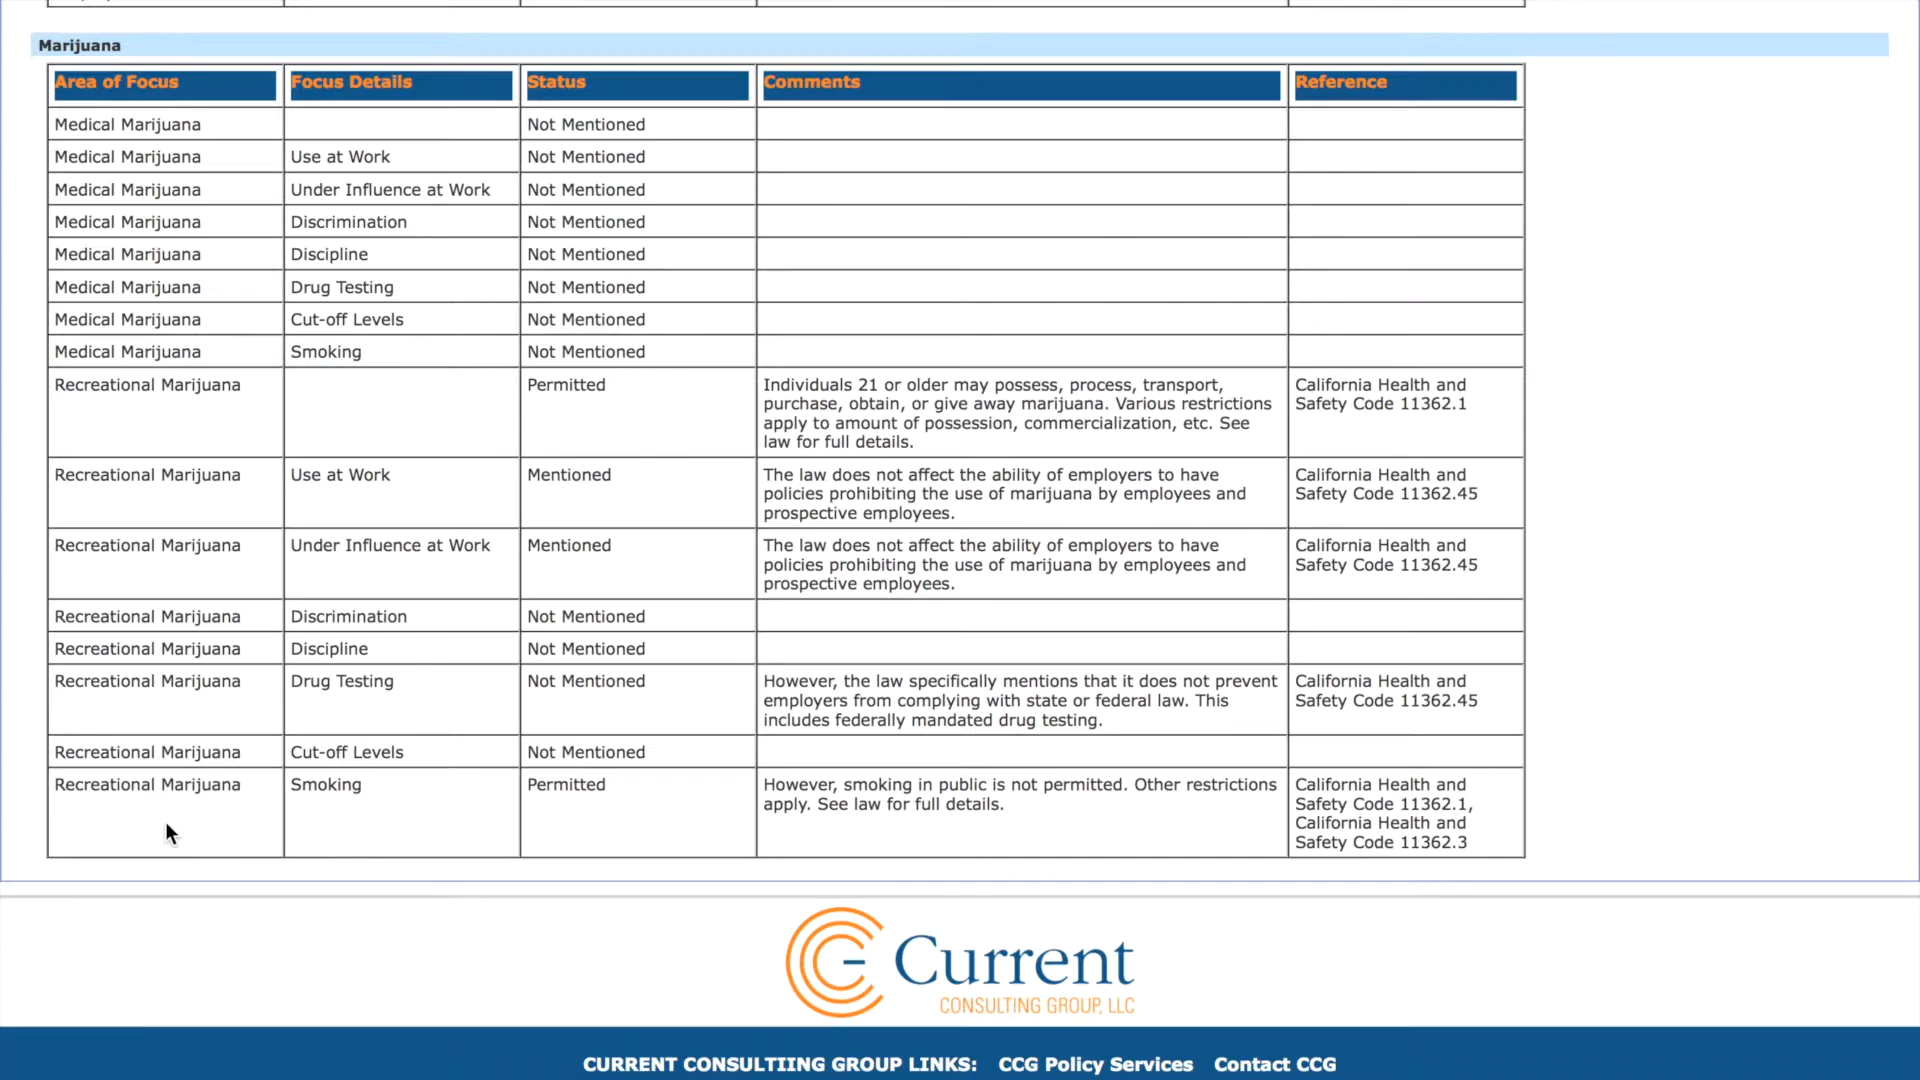 Marijuana
Area of Focus Focus Details Status Comments Reference
Medical Marijuana Not Mentioned
Medical Marijuana Use at Work Not Mentioned
Medical Marijuana Under Influence at Work Not Mentioned
Medical Marijuana Discrimination Not Mentioned
Medical Marijuana Discipline Not Mentioned
Medical Marijuana Drug Testing Not Mentioned
Medical Marijuana Cut-off Levels Not Mentioned
Medical Marijuana Smoking Not Mentioned
Recreational Marijuana Permitted Individuals 21 or older may possess, process, transport, California Health and
purchase, obtain, or give away marijuana. Various restrictions Safety Code 11362.1
apply to amount of possession, commercialization, etc. See
law for full details.
Recreational Marijuana Use at Work Mentioned The law does not affect the ability of employers to have California Health and
policies prohibiting the use of marijuana by employees and Safety Code 11362.45
prospective employees.
Recreational Marijuana Under Influence at Work Mentioned The law does not affect the ability of employers to have California Health and
policies prohibiting the use of marijuana by employees and Safety Code 11362.45
prospective employees.
Recreational Marijuana Discrimination Not Mentioned
Recreational Marijuana Discipline Not Mentioned
Recreational Marijuana Drug Testing Not Mentioned However, the law specifically mentions that it does not prevent California Health and
employers from complying with state or federal law. This Safety Code 11362.45
includes federally mandated drug testing.
Recreational Marijuana Cut-off Levels Not Mentioned
Recreational Marijuana Smoking Permitted However, smoking in public is not permitted. Other restrictions California Health and
apply. See law for full details. Safety Code 11362.1,
California Health and
Safety Code 11362.3
Current
CONSULTING GROUP, LLC
CURRENT CONSULTIING GROUP LINKS: CCG Policy Services Contact CCG